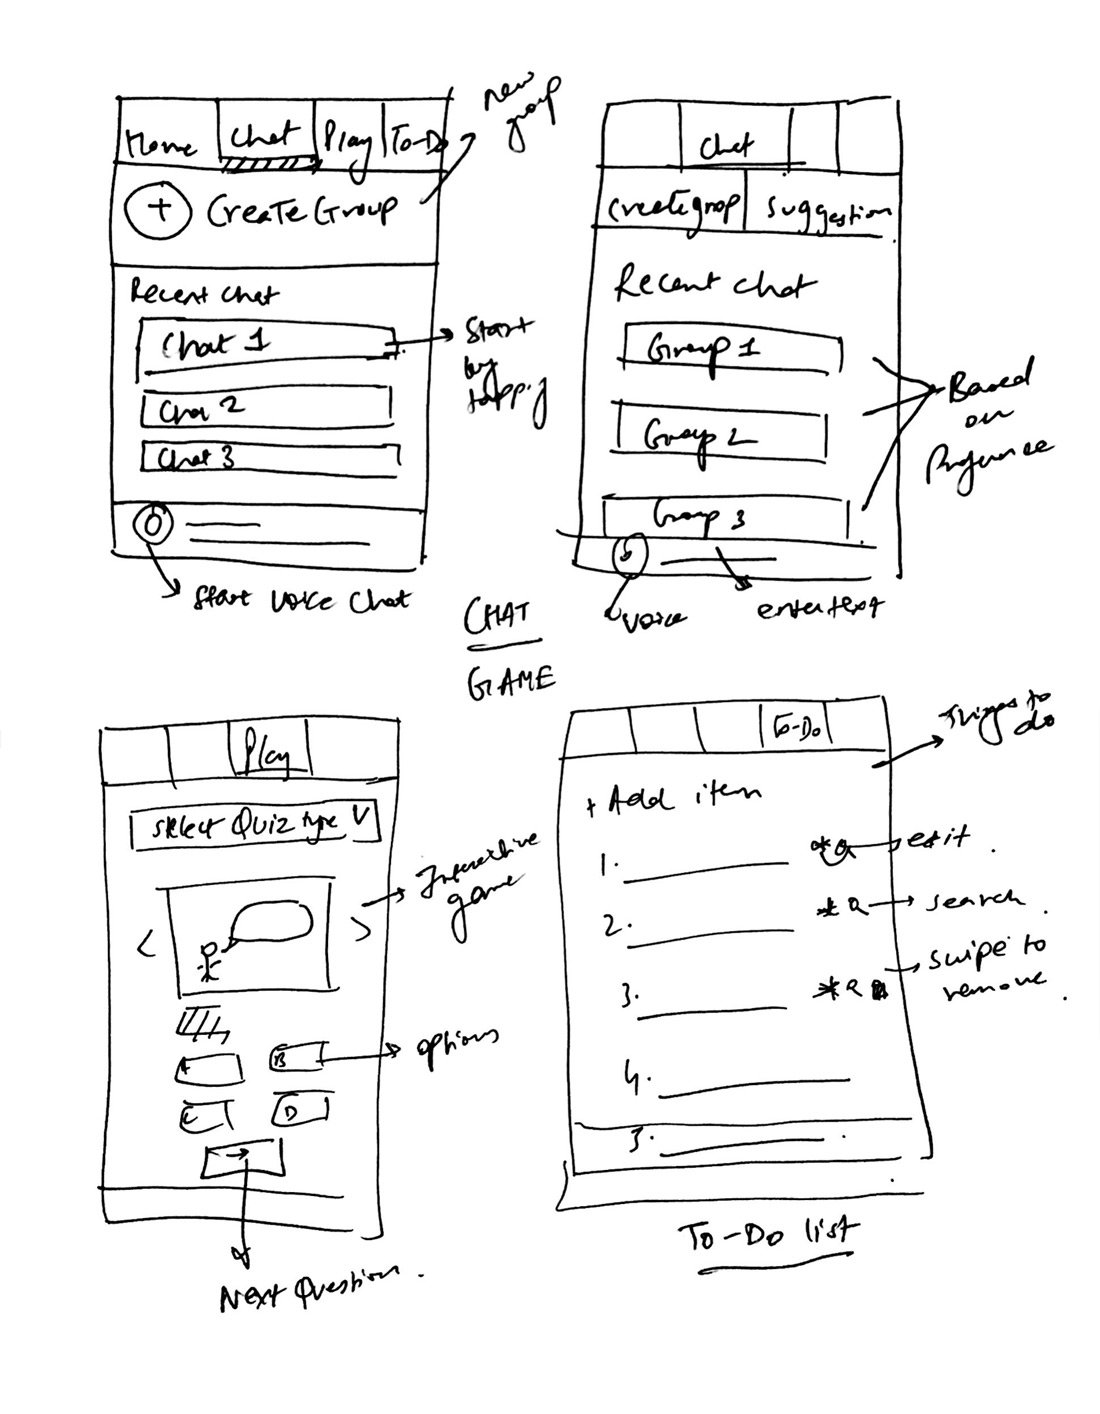 Home Chat Play To-Do
new
group
+ Create Group
Recent chat
Chat 1
Start
by
tapping
Chat 3
Start voice chat
Chat
Creategroup Suggestion
Recent chat
Group 1
Group 2
Group 3
Based
on
voice
enter text
CHAT
GAME
Play
Select Quiz type V
< >
Interactive
game
A B
options
C D
→
Next Question.
To-Do
Things to
do
+ Add item
1.
edit
2.
search
3.
swipe to
remove
4.
3.
To-Do list